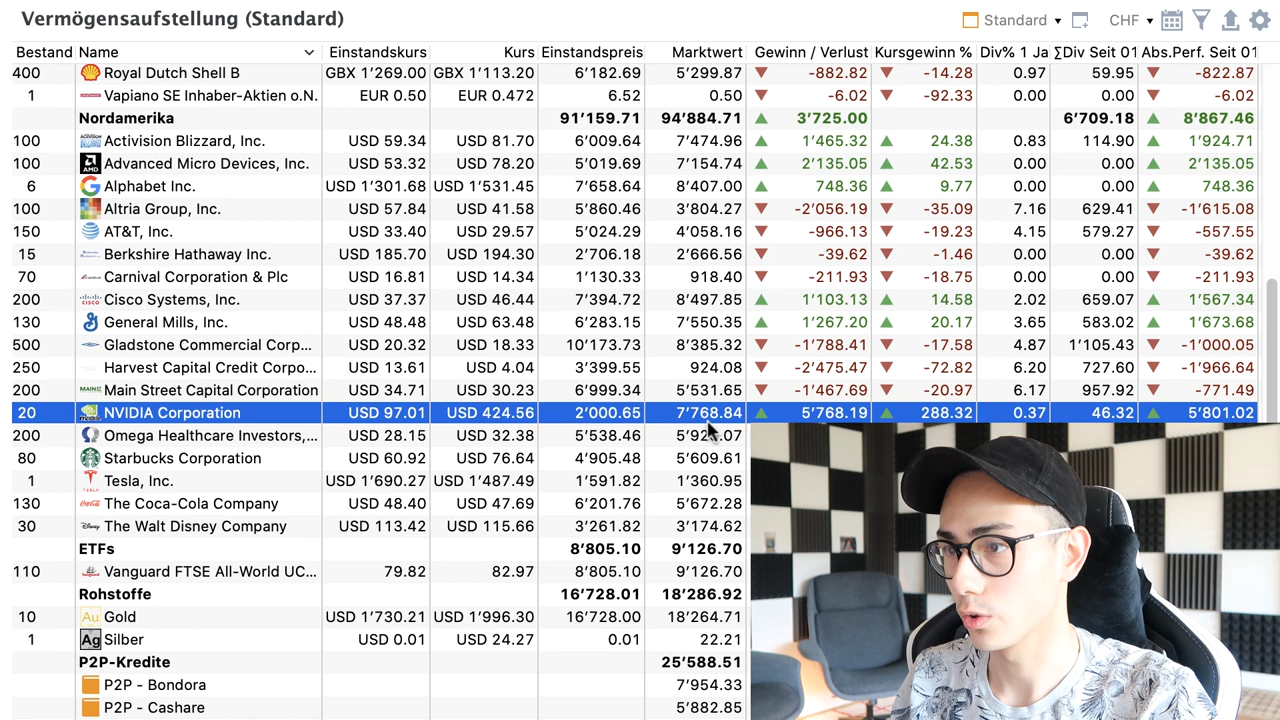 Vermögensaufstellung (Standard) Standard CHF
Bestand Name Einstandskurs Kurs Einstandspreis Marktwert Gewinn / Verlust Kursgewinn % Div% 1 Ja ∑Div Seit 01 Abs.Perf. Seit 01
400 Royal Dutch Shell B GBX 1’269.00 GBX 1’113.20 6’182.69 5’299.87 -882.82 -14.28 0.97 59.95 -822.87
1 Vapiano SE Inhaber-Aktien o.N. EUR 0.50 EUR 0.472 6.52 0.50 -6.02 -92.33 0.00 0.00 -6.02
Nordamerika 91’159.71 94’884.71 3’725.00 6’709.18 8’867.46
100 Activision Blizzard, Inc. USD 59.34 USD 81.70 6’009.64 7’474.96 1’465.32 24.38 0.83 114.90 1’924.71
100 AMD Advanced Micro Devices, Inc. USD 53.32 USD 78.20 5’019.69 7’154.74 2’135.05 42.53 0.00 0.00 2’135.05
6 Alphabet Inc. USD 1’301.68 USD 1’531.45 7’658.64 8’407.00 748.36 9.77 0.00 0.00 748.36
100 Altria Group, Inc. USD 57.84 USD 41.58 5’860.46 3’804.27 -2’056.19 -35.09 7.16 629.41 -1’615.08
150 AT&T, Inc. USD 33.40 USD 29.57 5’024.29 4’058.16 -966.13 -19.23 4.15 579.27 -557.55
15 Berkshire Hathaway Inc. USD 185.70 USD 194.30 2’706.18 2’666.56 -39.62 -1.46 0.00 0.00 -39.62
70 Carnival Corporation & Plc USD 16.81 USD 14.34 1’130.33 918.40 -211.93 -18.75 0.00 0.00 -211.93
200 Cisco Systems, Inc. USD 37.37 USD 46.44 7’394.72 8’497.85 1’103.13 14.58 2.02 659.07 1’567.34
130 General Mills, Inc. USD 48.48 USD 63.48 6’283.15 7’550.35 1’267.20 20.17 3.65 583.02 1’673.68
500 Gladstone Commercial Corp... USD 20.32 USD 18.33 10’173.73 8’385.32 -1’788.41 -17.58 4.87 1’105.43 -1’000.05
250 Harvest Capital Credit Corpo... USD 13.61 USD 4.04 3’399.55 924.08 -2’475.47 -72.82 6.20 727.60 -1’966.64
200 MAIN Main Street Capital Corporation USD 34.71 USD 30.23 6’999.34 5’531.65 -1’467.69 -20.97 6.17 957.92 -771.49
20 NVIDIA Corporation USD 97.01 USD 424.56 2’000.65 7’768.84 5’768.19 288.32 0.37 46.32 5’801.02
200 Omega Healthcare Investors,... USD 28.15 USD 32.38 5’538.46
80 Starbucks Corporation USD 60.92 USD 76.64 4’905.48 5’609.61
1 Tesla, Inc. USD 1’690.27 USD 1’487.49 1’591.82 1’360.95
130 The Coca-Cola Company USD 48.40 USD 47.69 6’201.76 5’672.28
30 The Walt Disney Company USD 113.42 USD 115.66 3’261.82 3’174.62
ETFs 8’805.10 9’126.70
110 Vanguard FTSE All-World UC... 79.82 82.97 8’805.10 9’126.70
Rohstoffe 16’728.01 18’286.92
10 Au Gold USD 1’730.21 USD 1’996.30 16’728.00 18’264.71
1 Ag Silber USD 0.01 USD 24.27 0.01 22.21
P2P-Kredite 25’588.51
P2P - Bondora 7’954.33
P2P - Cashare 5’882.85